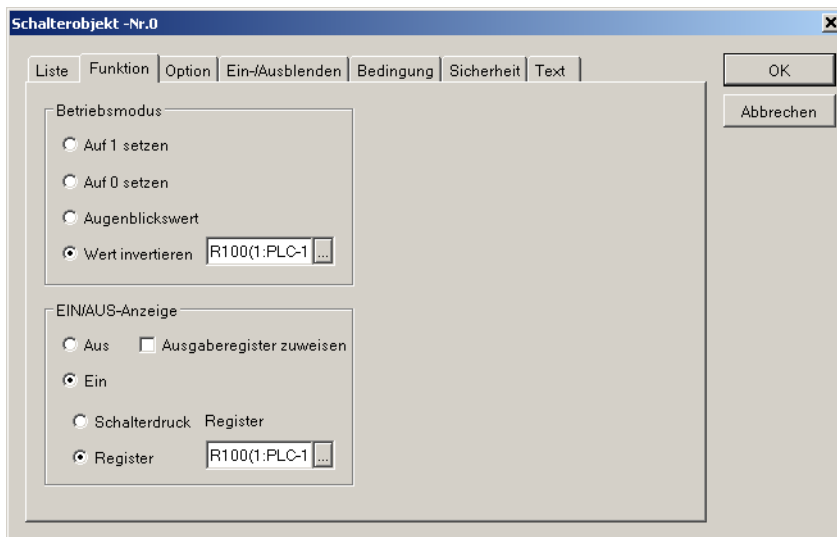 Schalterobjekt -Nr.0
Liste Funktion Option Ein-/Ausblenden Bedingung Sicherheit Text
OK
Abbrechen
Betriebsmodus
Auf 1 setzen
Auf 0 setzen
Augenblickswert
Wert invertieren R100(1:PLC-1 ...
EIN/AUS-Anzeige
Aus Ausgaberegister zuweisen
Ein
Schalterdruck Register
Register R100(1:PLC-1 ...